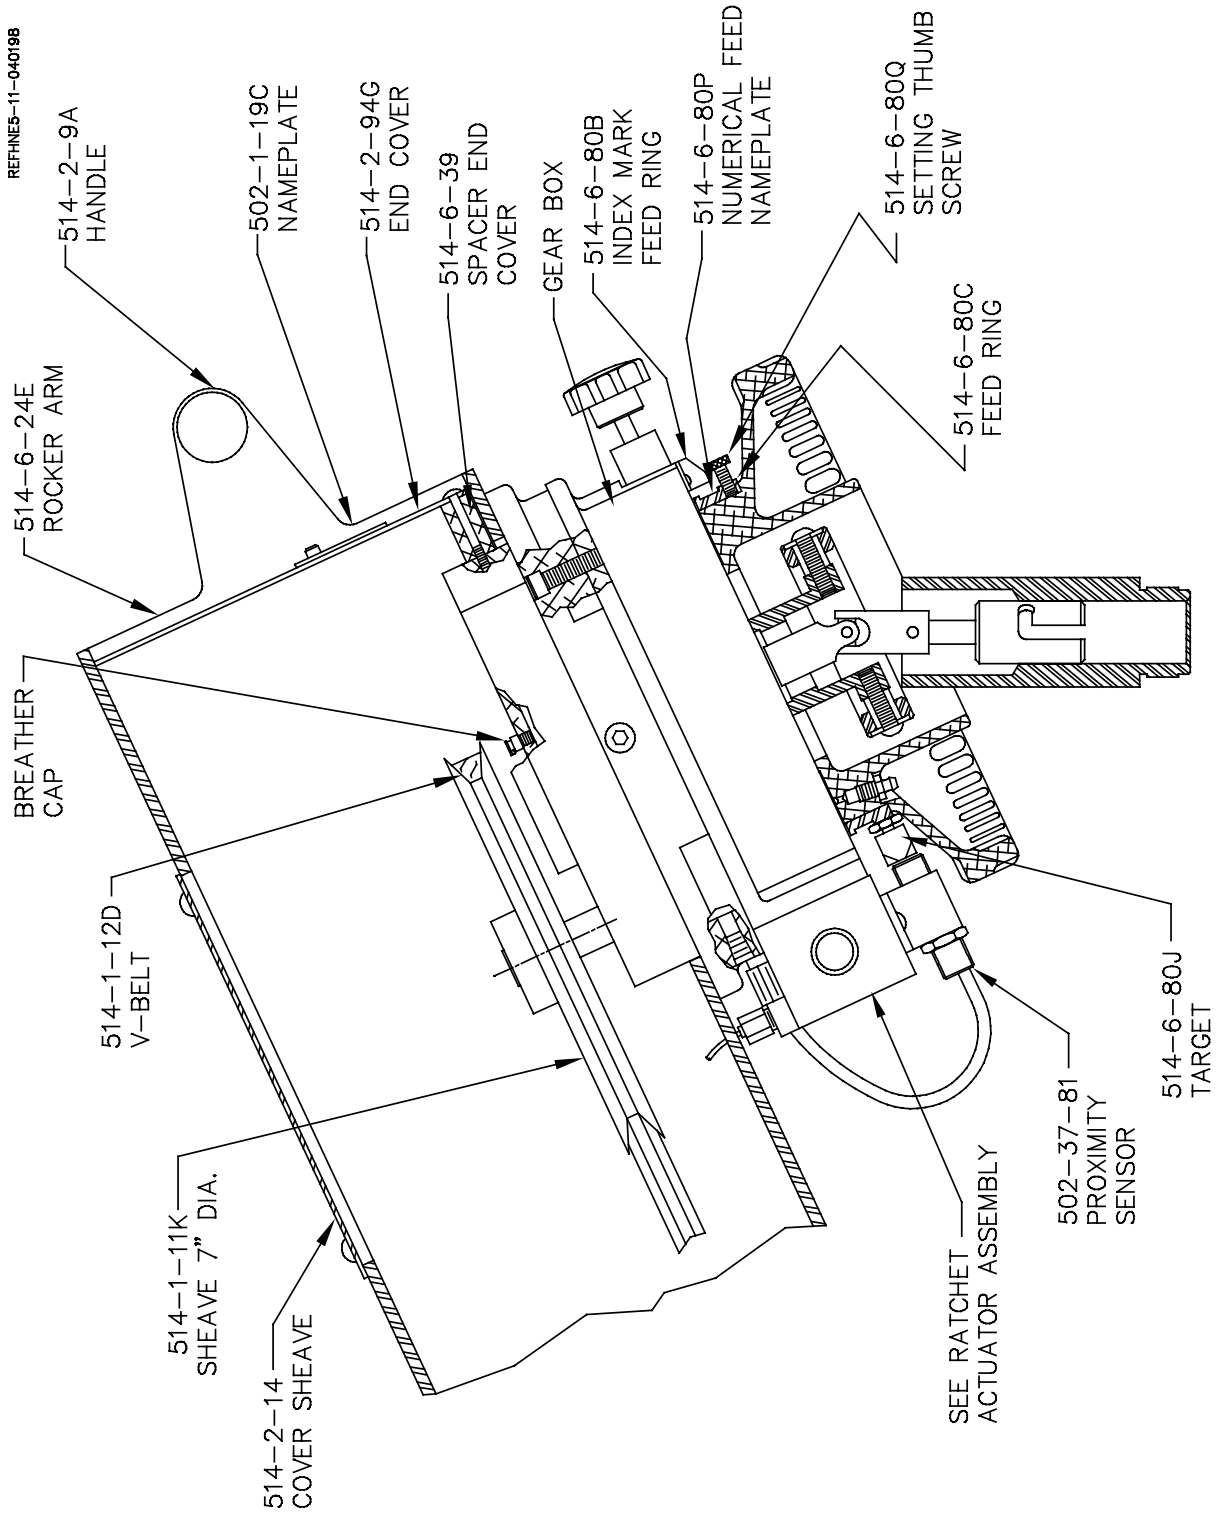 REFHNE5-11-040198
514-2-9A
HANDLE
502-1-19C
NAMEPLATE
514-2-94G
END COVER
514-6-39
SPACER END
COVER
GEAR BOX
514-6-80B
INDEX MARK
FEED RING
514-6-80P
NUMERICAL FEED
NAMEPLATE
514-6-80Q
SETTING THUMB
SCREW
514-6-80C
FEED RING
514-6-24E
ROCKER ARM
BREATHER
CAP
514-1-12D
V-BELT
514-1-11K
SHEAVE 7" DIA.
514-2-14
COVER SHEAVE
SEE RATCHET
ACTUATOR ASSEMBLY
502-37-81
PROXIMITY
SENSOR
514-6-80J
TARGET